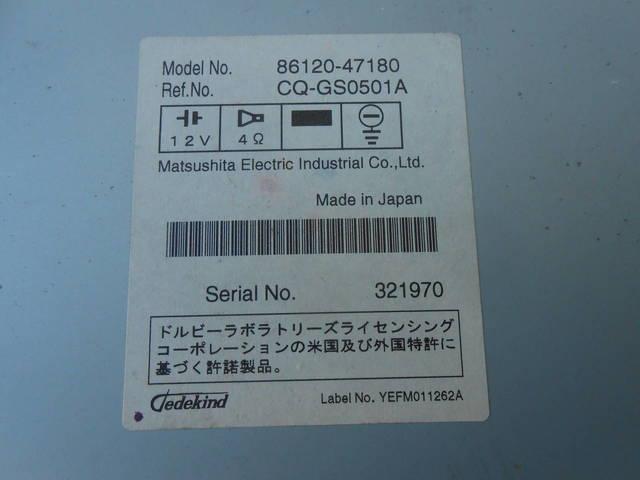 Model No. 86120-47180
Ref.No. CQ-GS0501A
12V 4Ω
Matsushita Electric Industrial Co.,Ltd.
Made in Japan
Serial No. 321970
ドルビーラボラトリーズライセンシング
コーポレーションの米国及び外国特許に
基づく許諾製品。
Dedekind Label No. YEFM011262A